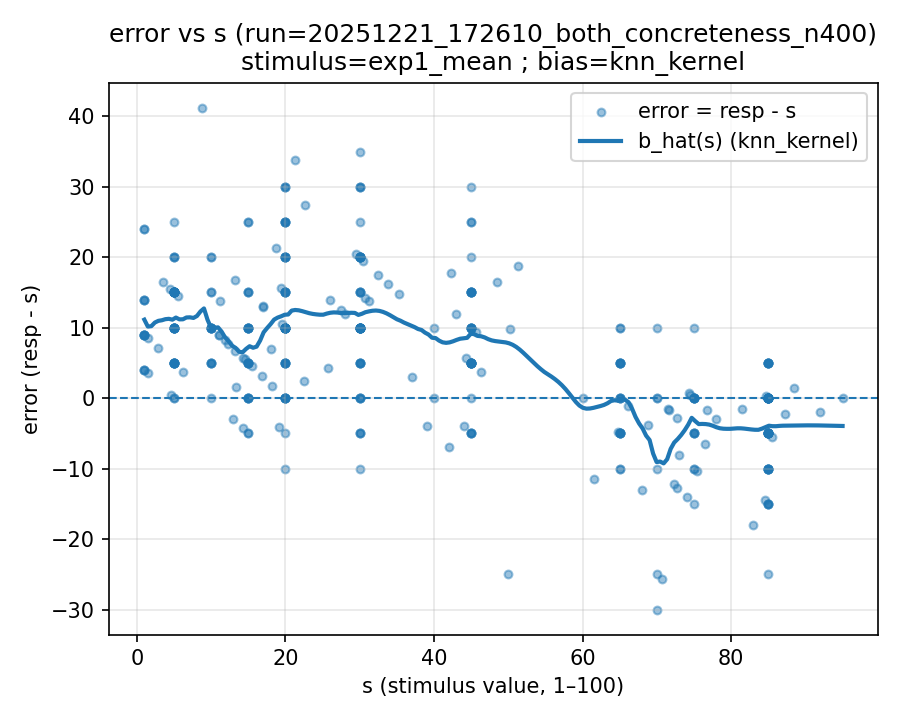 error vs s (run=20251221_172610_both_concreteness_n400)
stimulus=exp1_mean ; bias=knn_kernel
error = resp - s
b_hat(s) (knn_kernel)
error (resp - s)
40
30
20
10
0
−10
−20
−30
0
20
40
60
80
s (stimulus value, 1–100)